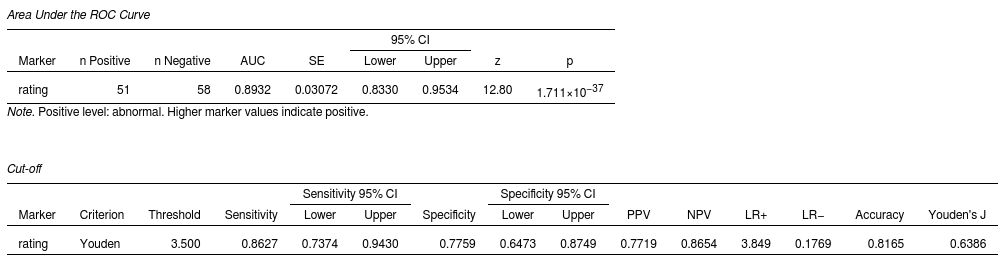 Area Under the ROC Curve
95% CI
Marker n Positive n Negative AUC SE Lower Upper z p
rating 51 58 0.8932 0.03072 0.8330 0.9534 12.80 1.711×10⁻³⁷
Note. Positive level: abnormal. Higher marker values indicate positive.
Cut-off
Sensitivity 95% CI Specificity 95% CI
Marker Criterion Threshold Sensitivity Lower Upper Specificity Lower Upper PPV NPV LR+ LR− Accuracy Youden's J
rating Youden 3.500 0.8627 0.7374 0.9430 0.7759 0.6473 0.8749 0.7719 0.8654 3.849 0.1769 0.8165 0.6386